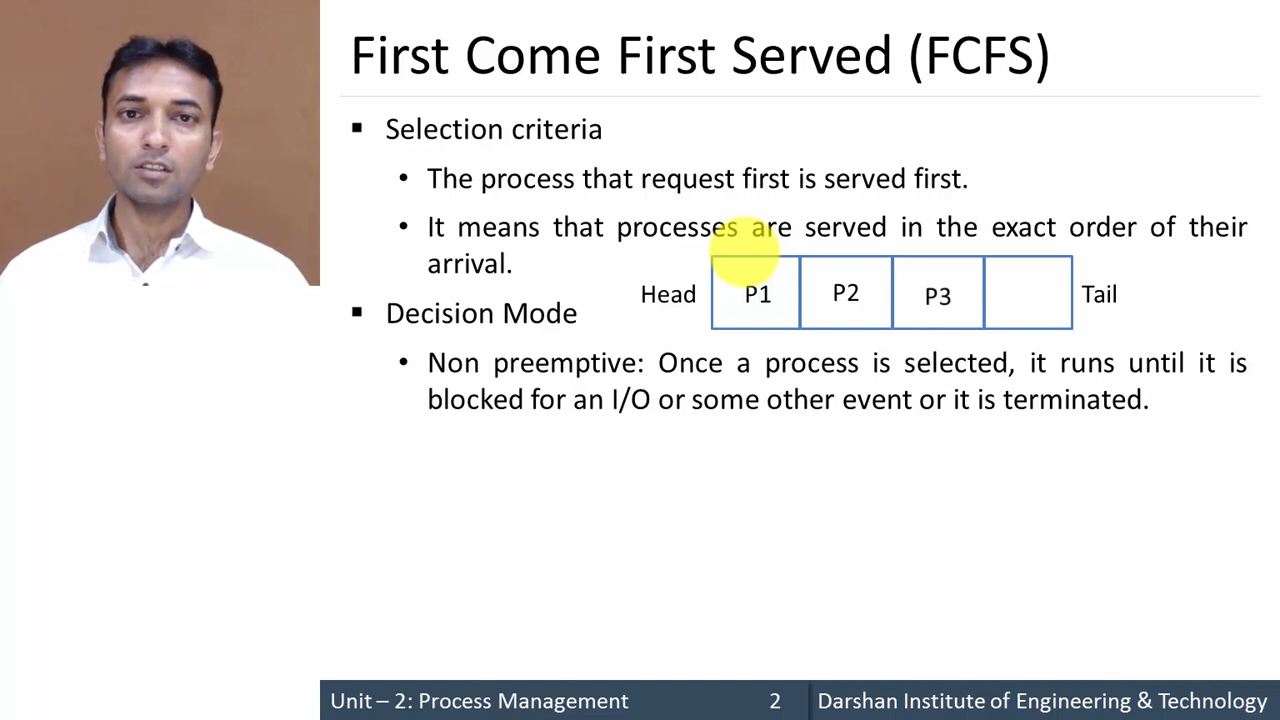 First Come First Served (FCFS)
▪ Selection criteria
• The process that request first is served first.
• It means that processes are served in the exact order of their
arrival.
Head P1 P2 P3 Tail
▪ Decision Mode
• Non preemptive: Once a process is selected, it runs until it is
blocked for an I/O or some other event or it is terminated.
Unit – 2: Process Management 2 Darshan Institute of Engineering & Technology